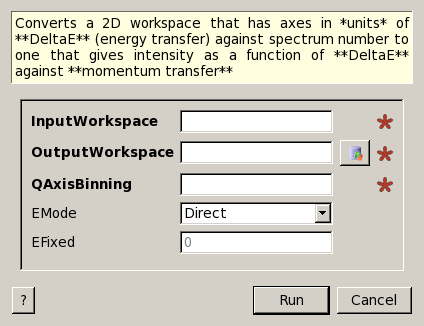 Converts a 2D workspace that has axes in *units* of
**DeltaE** (energy transfer) against spectrum number to
one that gives intensity as a function of **DeltaE**
against **momentum transfer**
InputWorkspace
OutputWorkspace
QAxisBinning
EMode Direct
EFixed 0
? Run Cancel